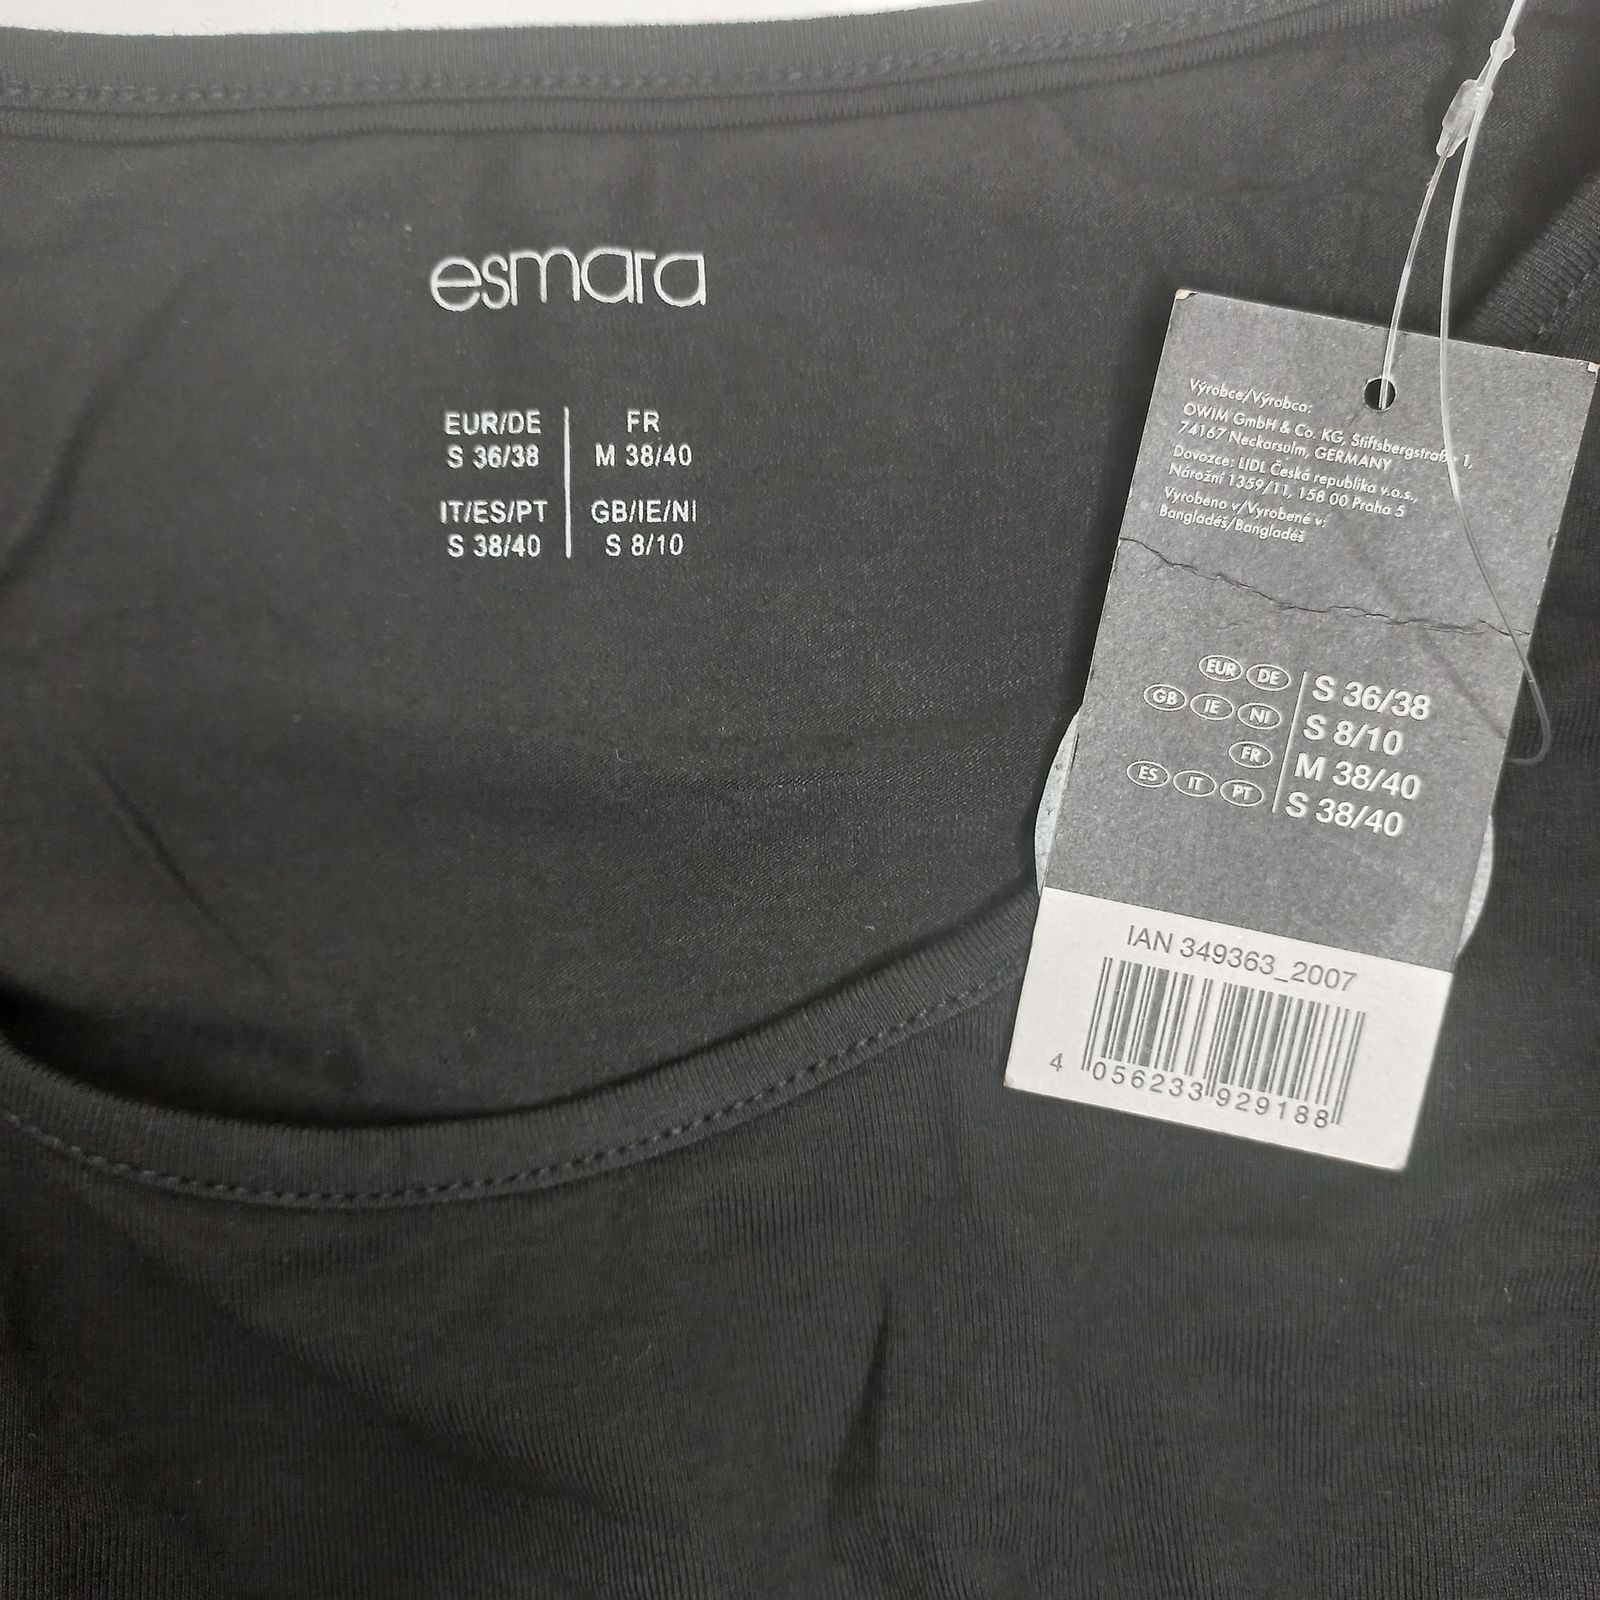 esmara
EUR/DE
S 36/38
FR
M 38/40
IT/ES/PT
S 38/40
GB/IE/NI
S 8/10
Výrobce/Výrobca:
OWIM GmbH & Co. KG, Stiftsbergstraße 1,
74167 Neckarsulm, GERMANY
Dovozce: LIDL Česká republika v.o.s.,
Nárožní 1359/11, 158 00 Praha 5
Vyrobeno v/Vyrobené v:
Bangladéš/Bangladéš
EUR DE S 36/38
GB IE NI S 8/10
FR M 38/40
ES IT PT S 38/40
IAN 349363_2007
4 056233 929188